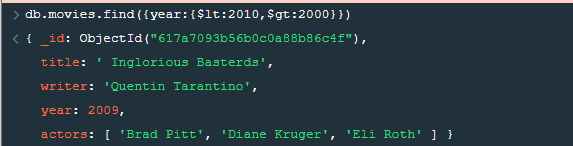 > db.movies.find({year:{$lt:2010,$gt:2000}})
< { _id: ObjectId("617a7093b56b0c0a88b86c4f"),
title: ' Inglorious Basterds',
writer: 'Quentin Tarantino',
year: 2009,
actors: [ 'Brad Pitt', 'Diane Kruger', 'Eli Roth' ] }